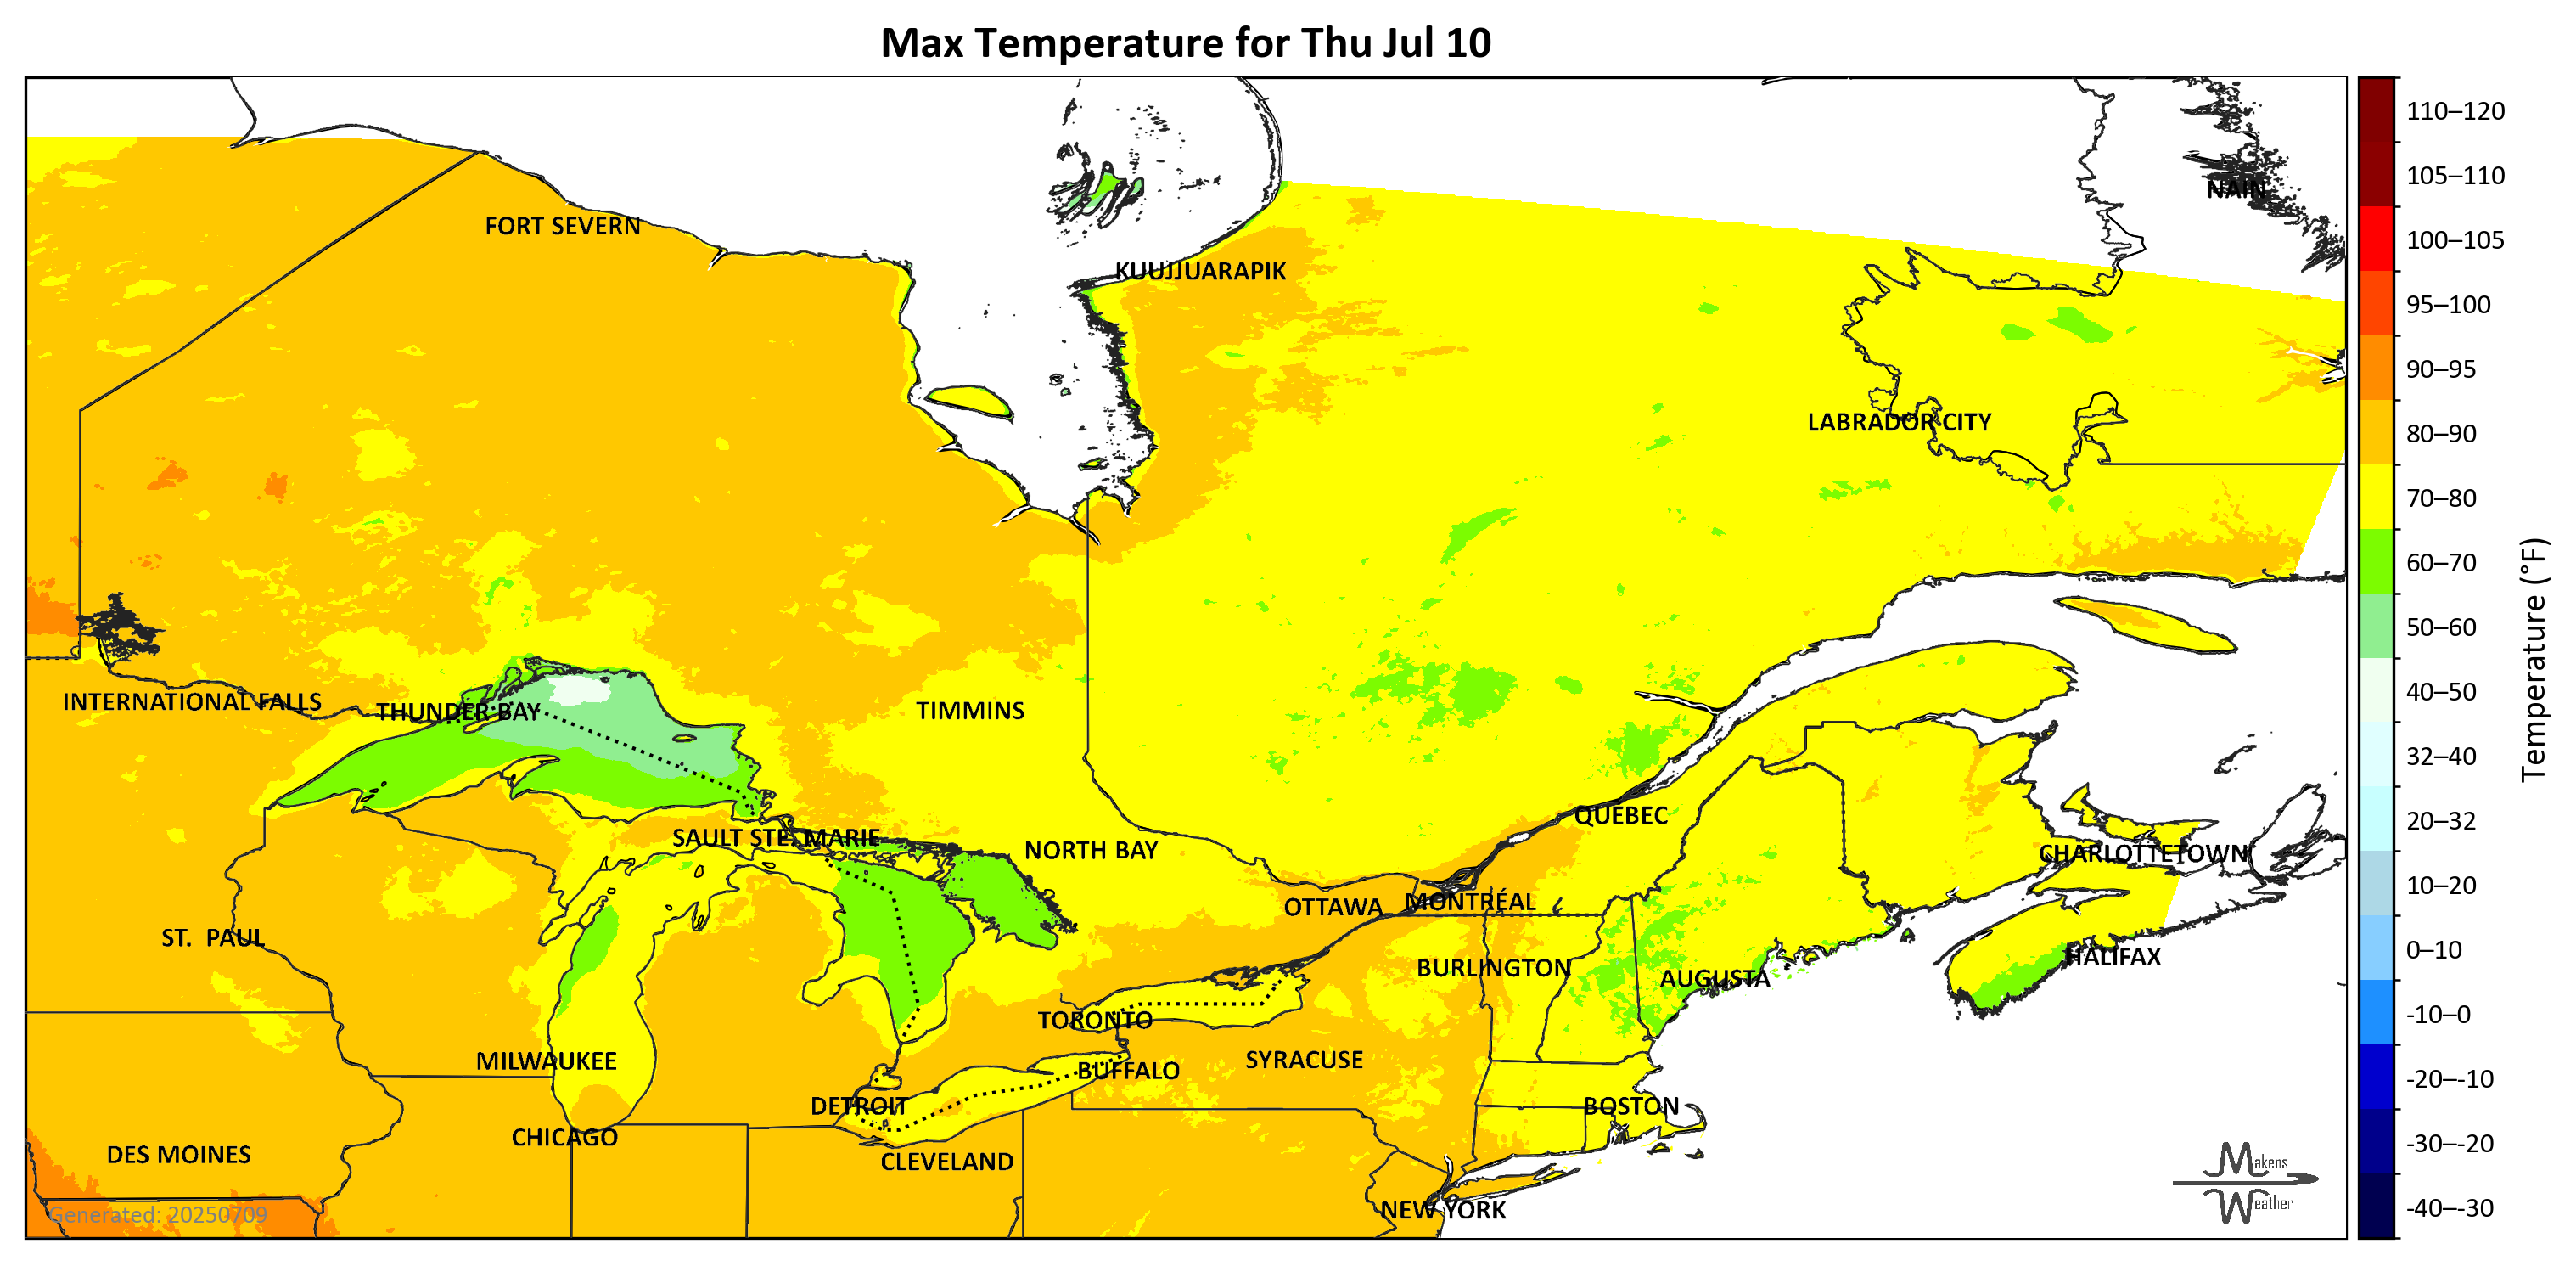 Max Temperature for Thu Jul 10
NAIN
FORT SEVERN
KUUJJUARAPIK
LABRADOR CITY
INTERNATIONAL FALLS
THUNDER BAY
TIMMINS
SAULT STE. MARIE
NORTH BAY
QUÉBEC
CHARLOTTETOWN
OTTAWA
MONTRÉAL
ST. PAUL
BURLINGTON
AUGUSTA
HALIFAX
TORONTO
MILWAUKEE
BUFFALO
SYRACUSE
DETROIT
BOSTON
CHICAGO
DES MOINES
CLEVELAND
NEW YORK
Generated: 20250709
Makens
Weather
110–120
105–110
100–105
95–100
90–95
80–90
70–80
60–70
50–60
40–50
32–40
20–32
10–20
0–10
-10–0
-20–-10
-30–-20
-40–-30
Temperature (°F)